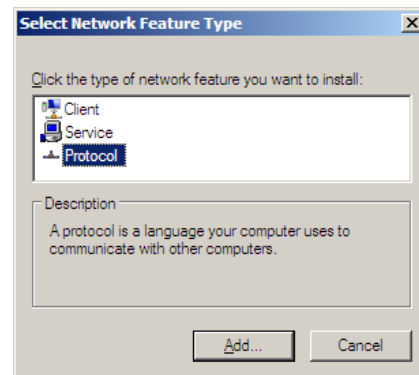 Select Network Feature Type
Click the type of network feature you want to install:
Client
Service
Protocol
Description
A protocol is a language your computer uses to
communicate with other computers.
Add...
Cancel